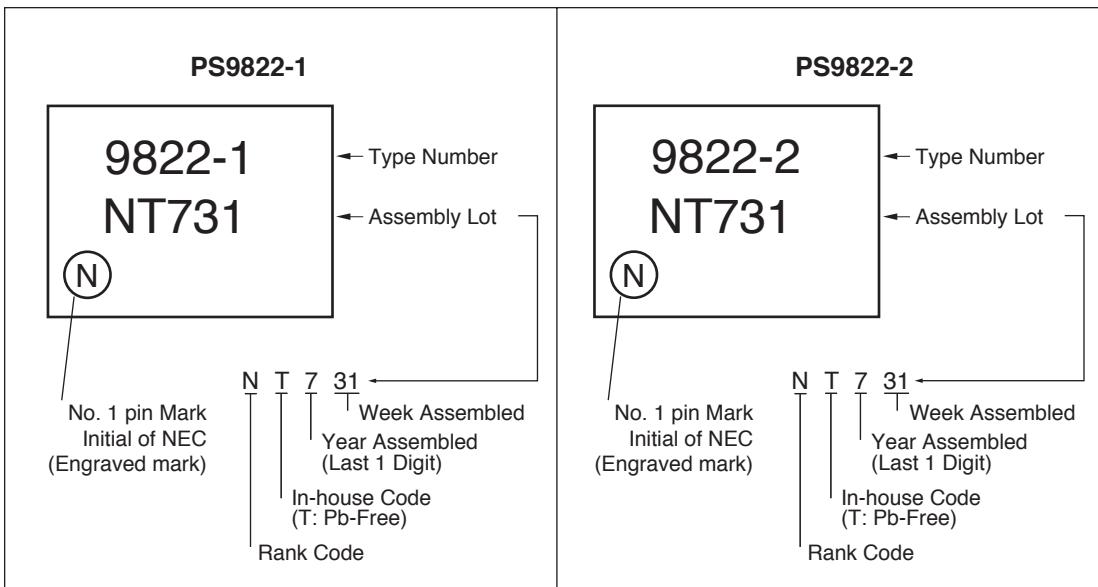 PS9822-1
9822-1
Type Number
NT731
Assembly Lot
N
N T 7 31
No. 1 pin Mark
Initial of NEC
(Engraved mark)
Week Assembled
Year Assembled
(Last 1 Digit)
In-house Code
(T: Pb-Free)
Rank Code
PS9822-2
9822-2
Type Number
NT731
Assembly Lot
N
N T 7 31
No. 1 pin Mark
Initial of NEC
(Engraved mark)
Week Assembled
Year Assembled
(Last 1 Digit)
In-house Code
(T: Pb-Free)
Rank Code